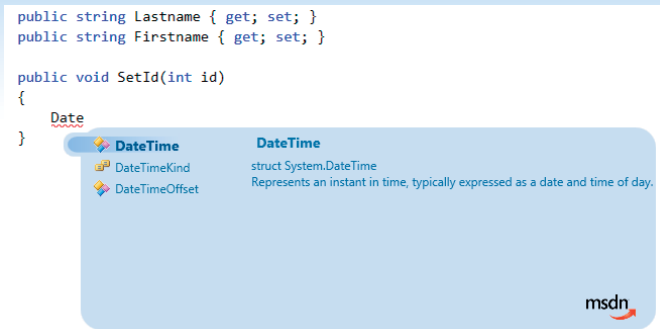 public string Lastname { get; set; }
public string Firstname { get; set; }
public void SetId(int id)
{
Date
}
DateTime
DateTimeKind
DateTimeOffset
DateTime
struct System.DateTime
Represents an instant in time, typically expressed as a date and time of day.
msdn